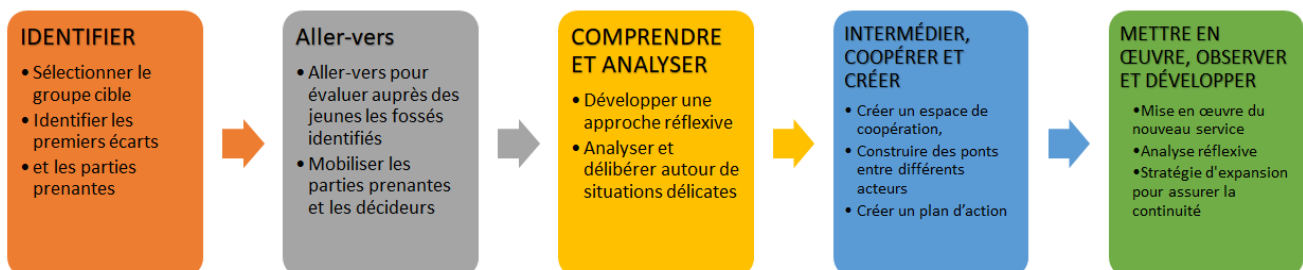 IDENTIFIER
• Sélectionner le
groupe cible
• Identifier les
premiers écarts
• et les parties
prenantes
Aller-vers
• Aller-vers pour
évaluer auprès des
jeunes les fossés
identifiés
• Mobiliser les
parties prenantes
et les décideurs
COMPRENDRE
ET ANALYSER
• Développer une
approche réflexive
• Analyser et
délibérer autour de
situations délicates
INTERMÉDIER,
COOPÉRER ET
CRÉER
• Créer un espace de
coopération,
• Construire des ponts
entre différents
acteurs
• Créer un plan d'action
METTRE EN
ŒUVRE, OBSERVER
ET DÉVELOPPER
•Mise en œuvre du
nouveau service
•Analyse réflexive
•Stratégie d'expansion
pour assurer la
continuité